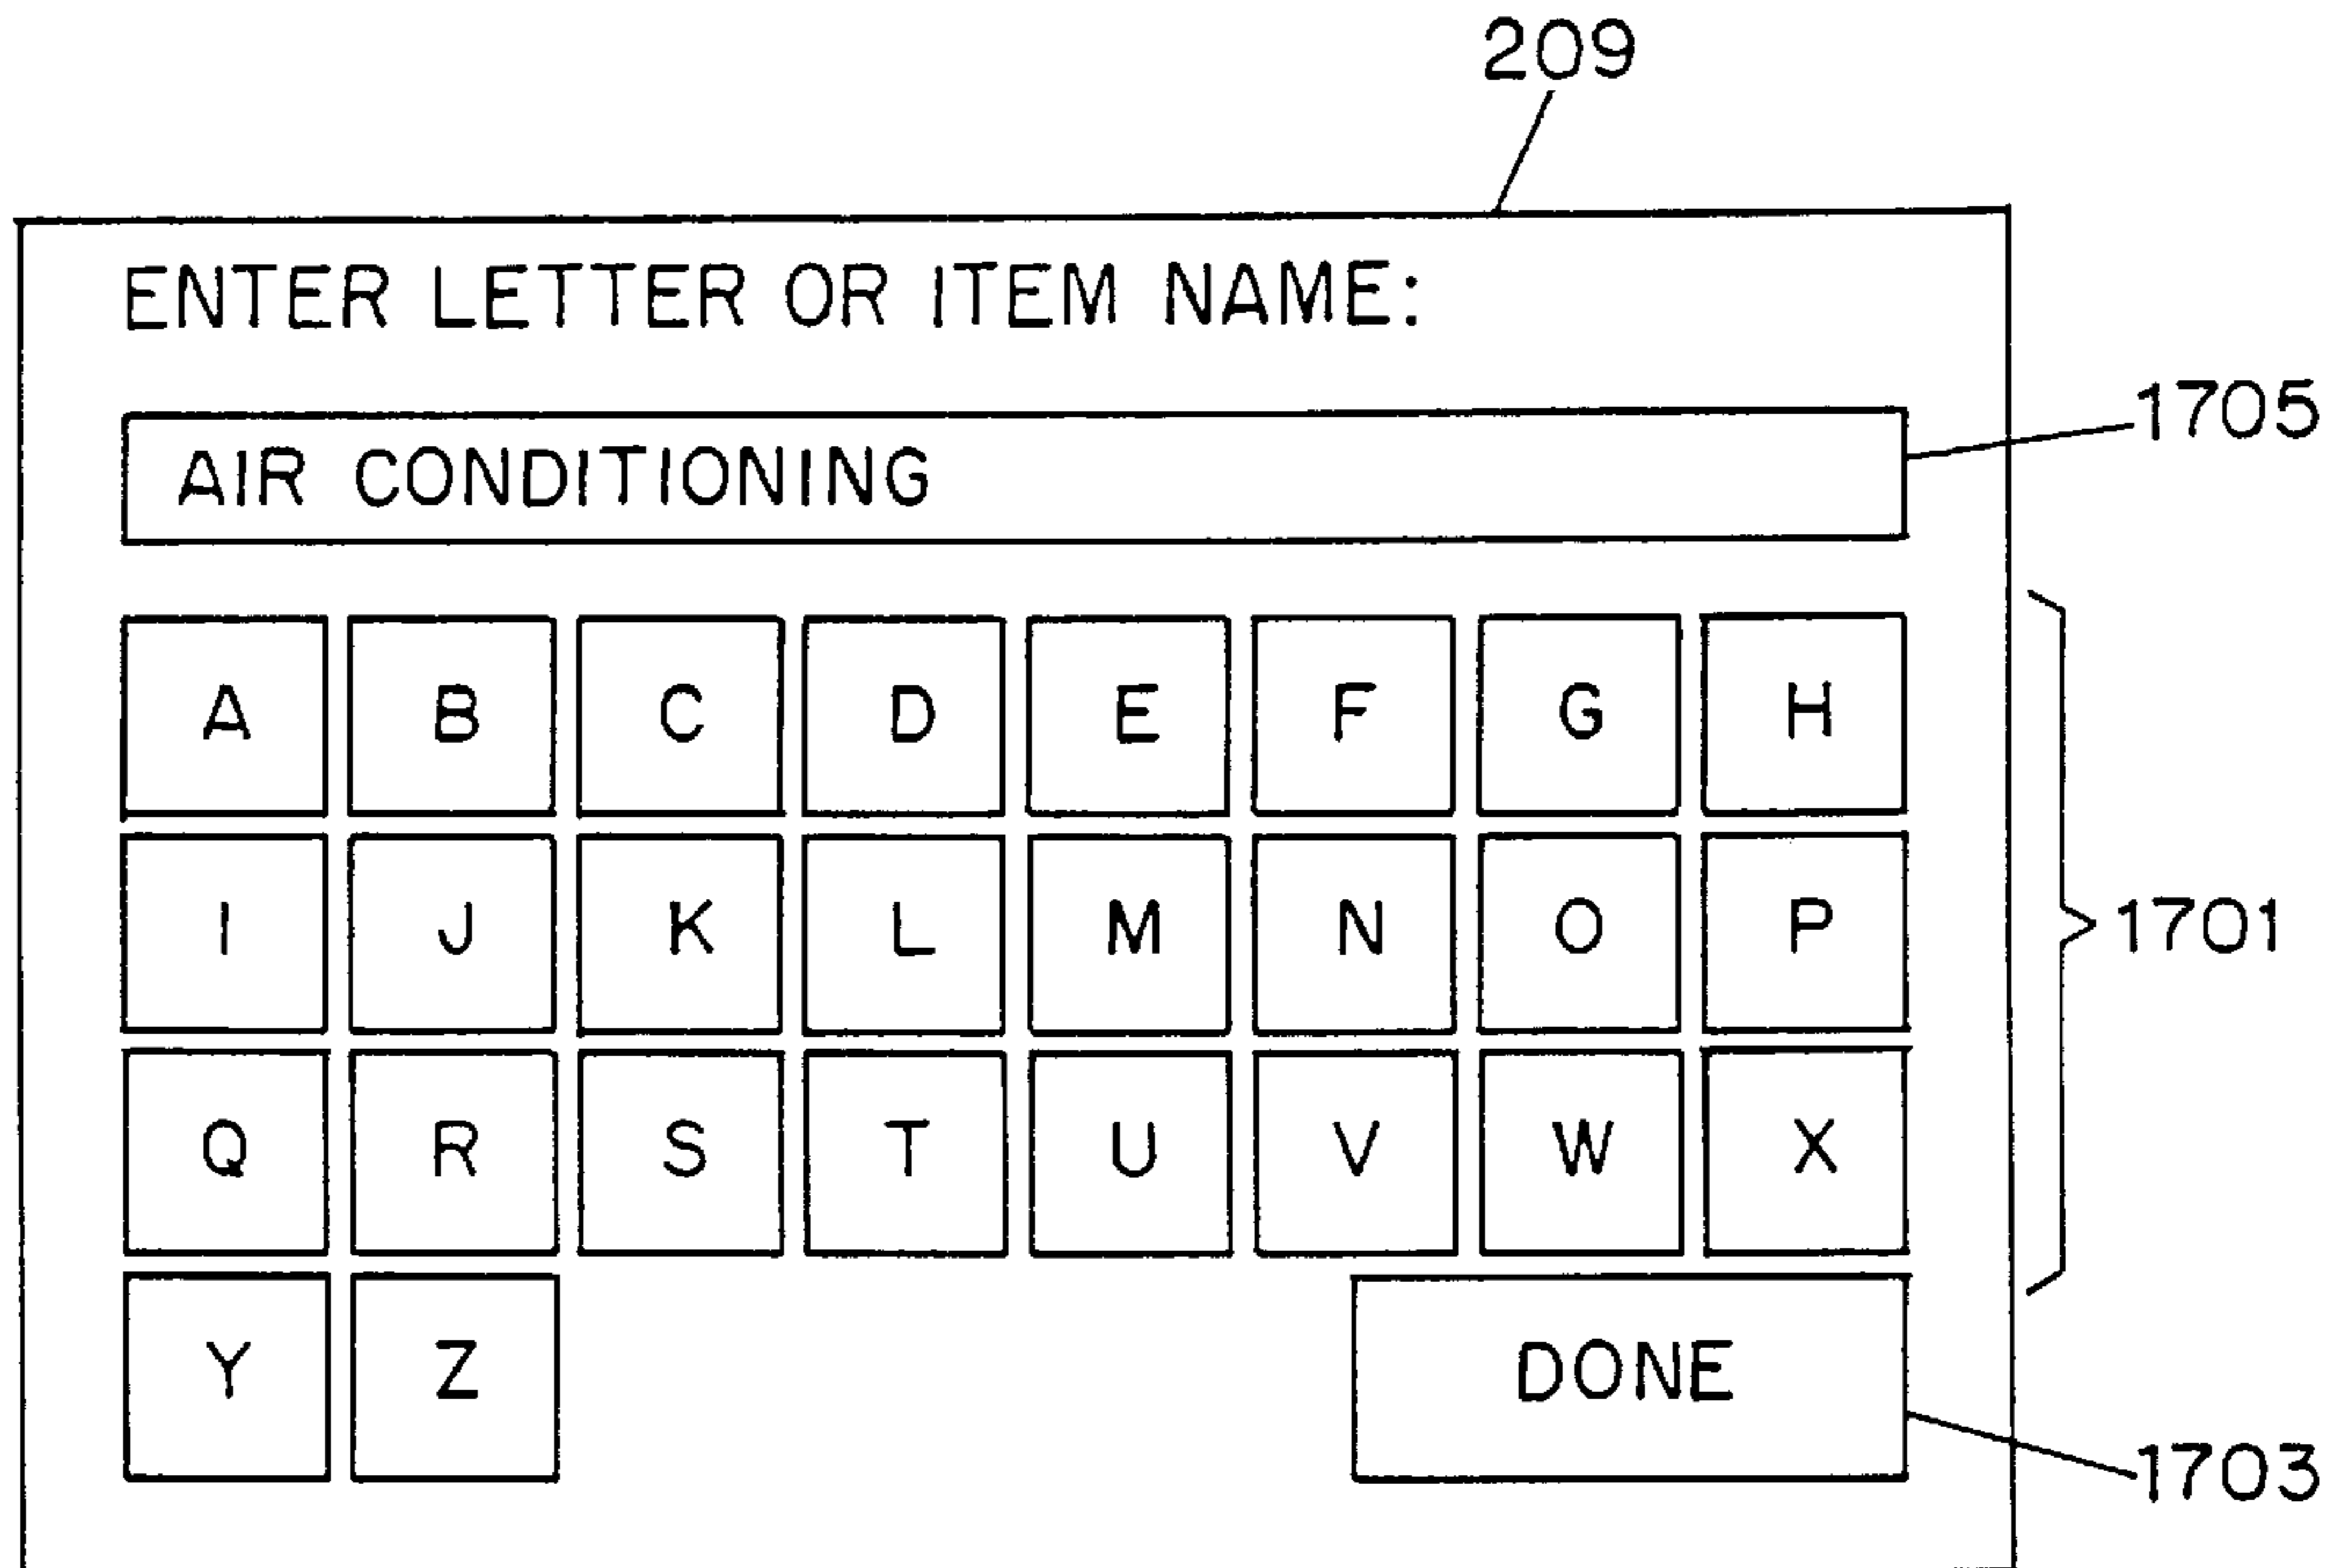 209
ENTER LETTER OR ITEM NAME:
1705
AIR CONDITIONING
A B C D E F G H
I J K L M N O P
1701
Q R S T U V W X
Y Z DONE
1703